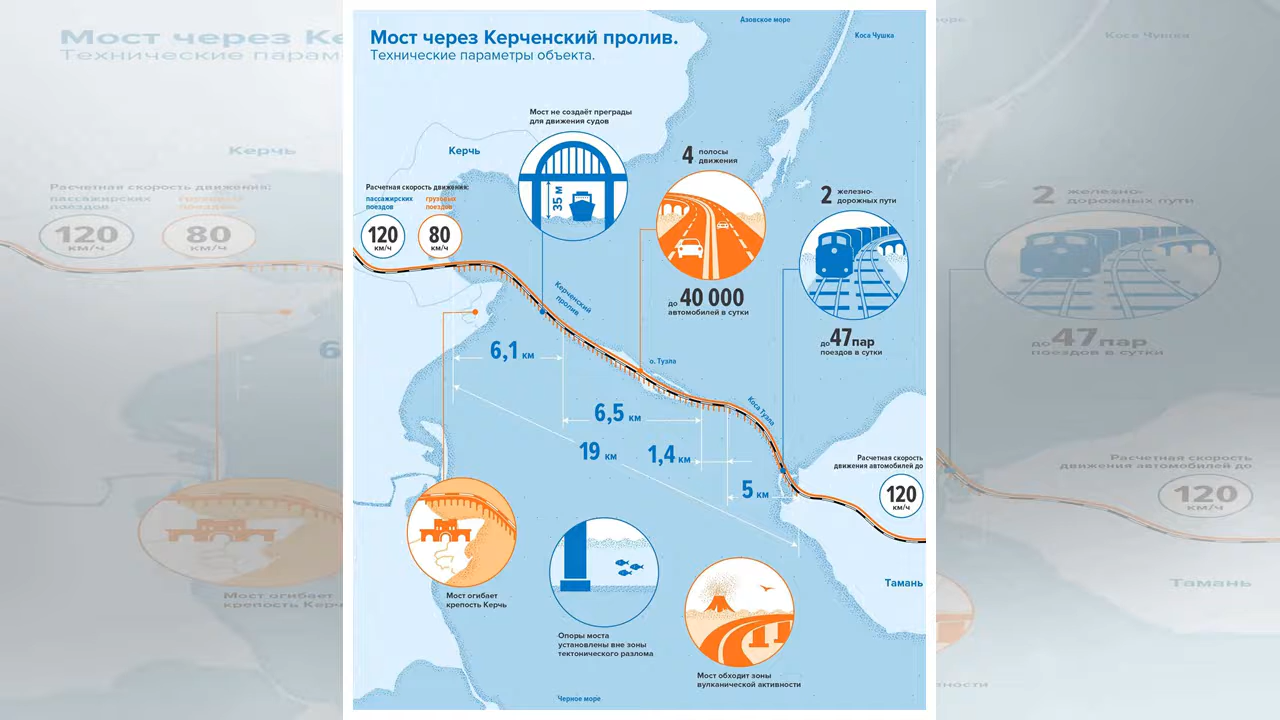 Мост через Керченский пролив.
Технические параметры объекта.
Азовское море
Коса Чушка
Мост не создаёт преграды
для движения судов
Керчь
35 м
4 полосы
движения
Расчетная скорость движения:
пассажирских
поездов
грузовых
поездов
120
км/ч
80
км/ч
2 железно-
дорожных пути
до 40 000
автомобилей в сутки
до 47 пар
поездов в сутки
Керченский
пролив
6,1 км
о. Тузла
Коса Тузла
6,5 км
19 км
1,4 км
5 км
Расчетная скорость
движения автомобилей до
120
км/ч
Тамань
Мост огибает
крепость Керчь
Опоры моста
установлены вне зоны
тектонического разлома
Мост обходит зоны
вулканической активности
Черное море